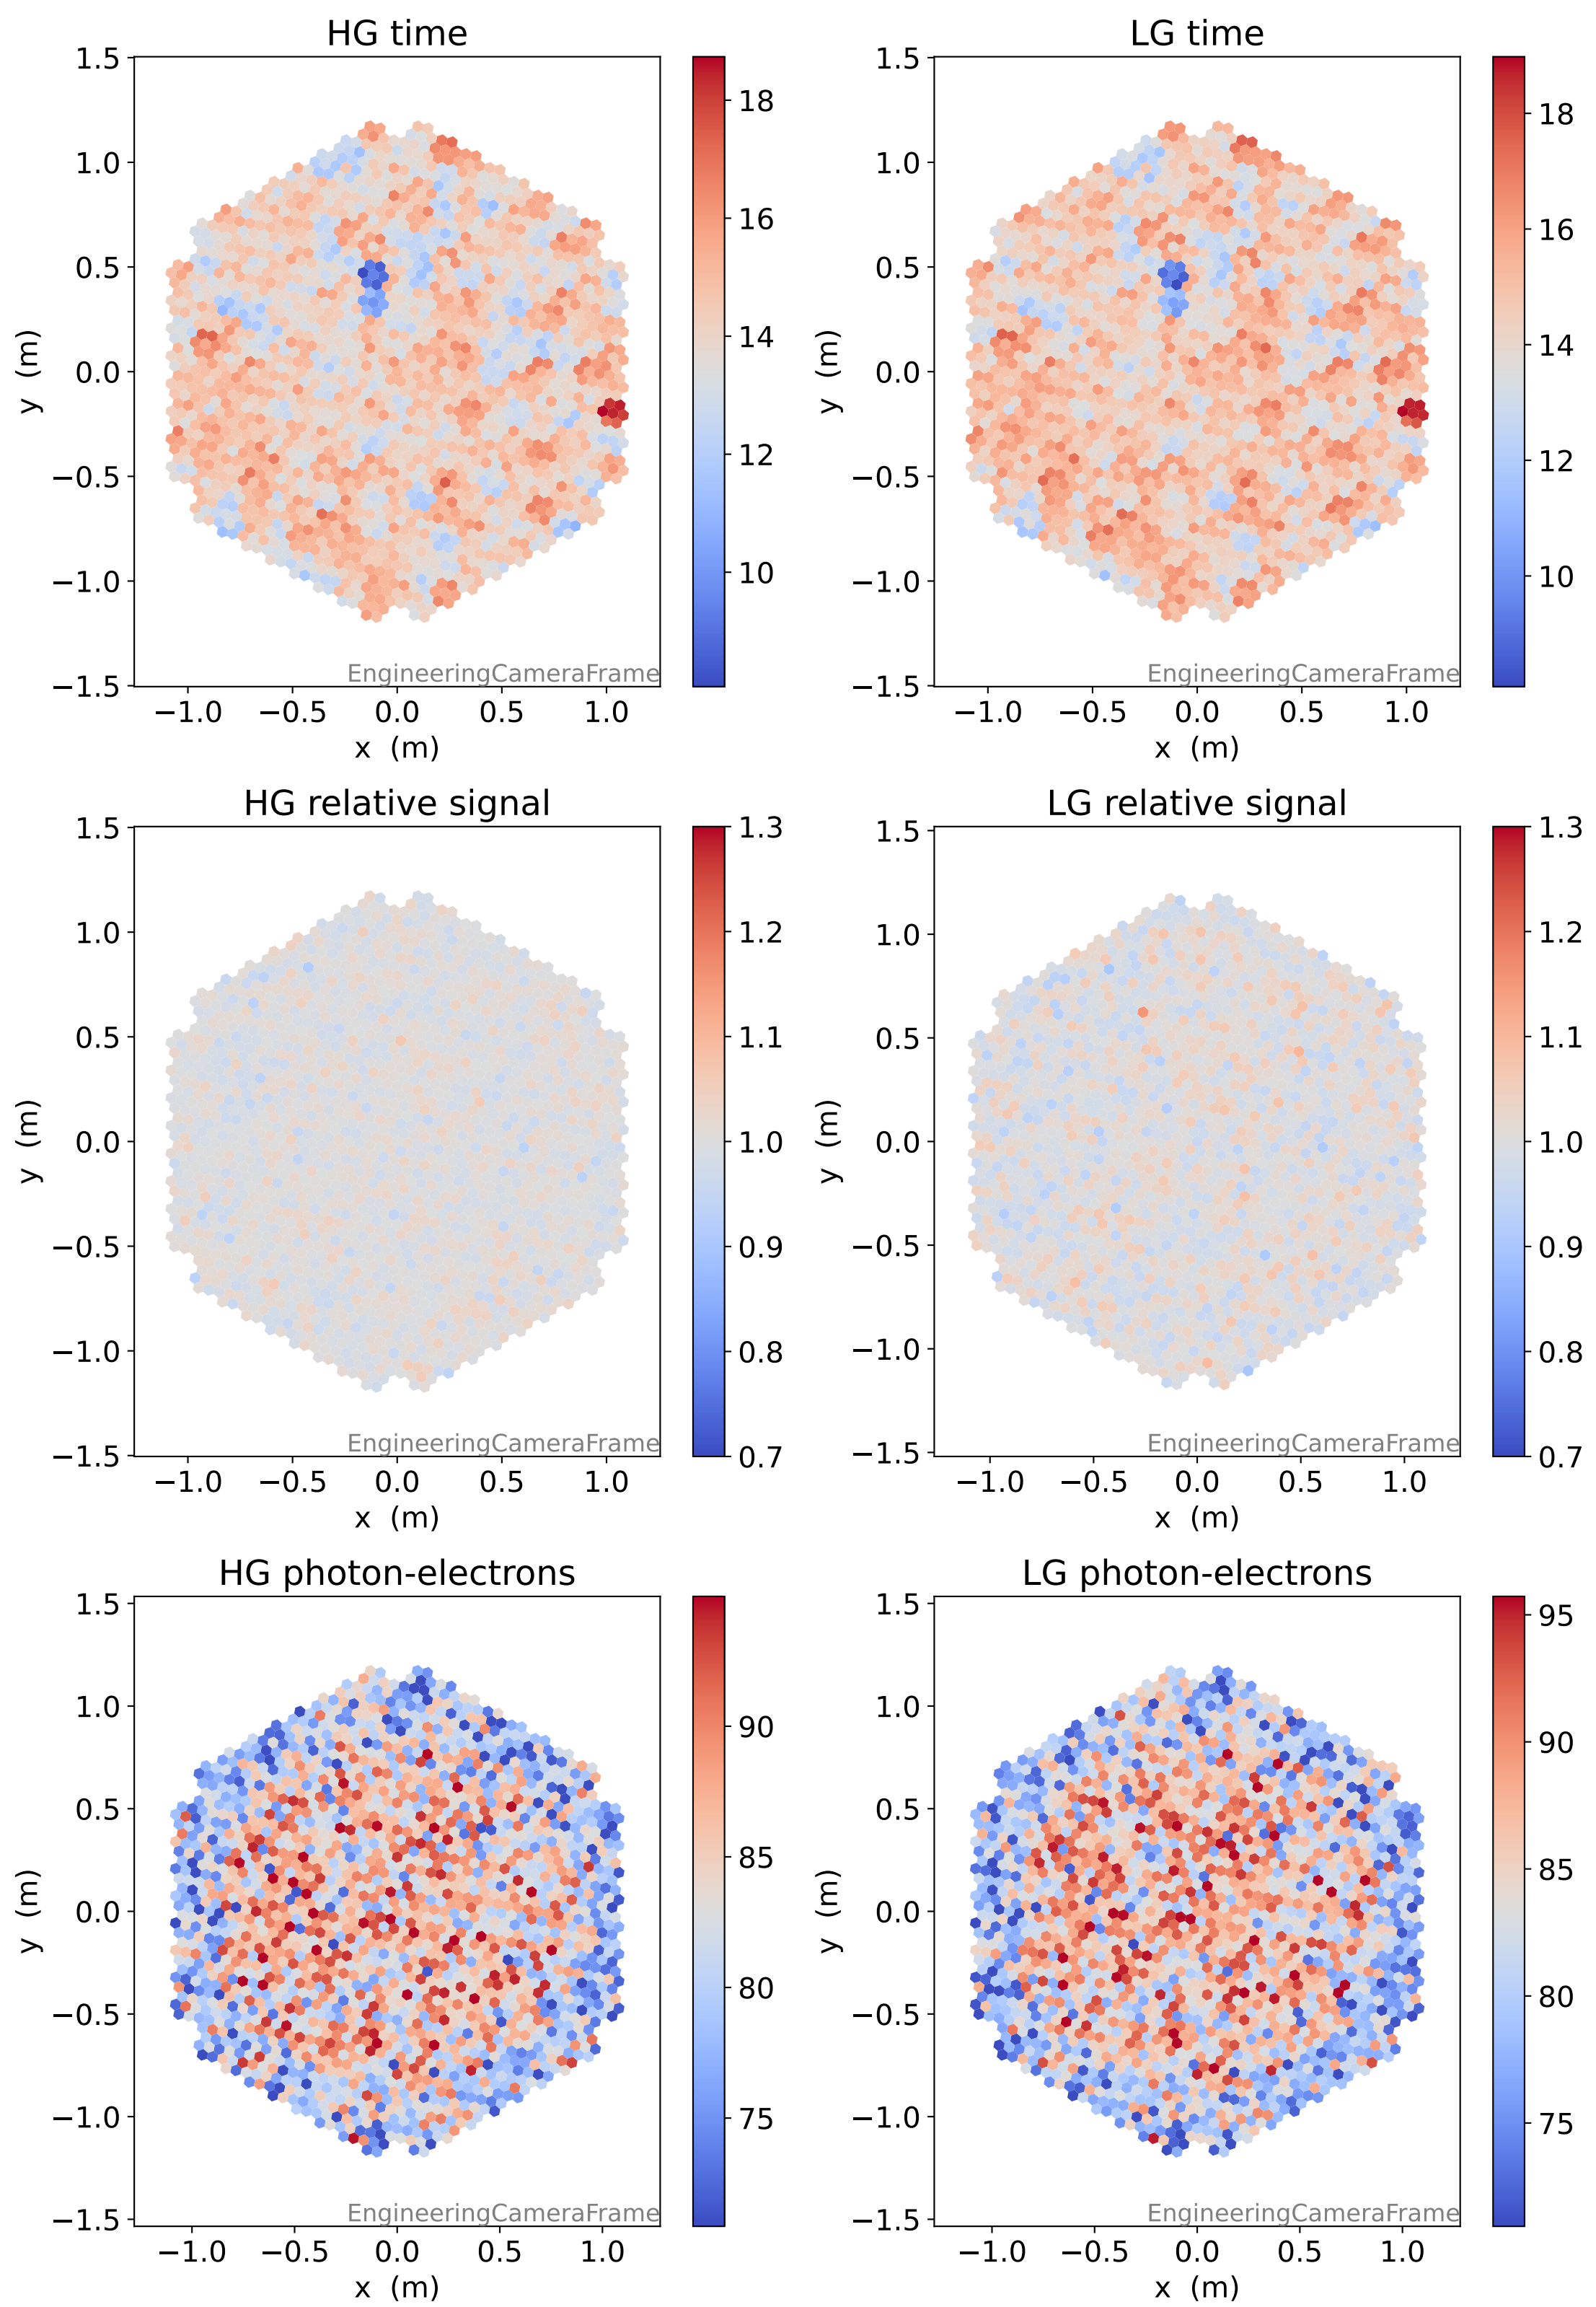 HG time
1.5
1.0
0.5
0.0
−0.5
−1.0
−1.5
y (m)
−1.0 −0.5 0.0 0.5 1.0
x (m)
EngineeringCameraFrame
18
16
14
12
10
LG time
1.5
1.0
0.5
0.0
−0.5
−1.0
−1.5
y (m)
−1.0 −0.5 0.0 0.5 1.0
x (m)
EngineeringCameraFrame
18
16
14
12
10
HG relative signal
1.5
1.0
0.5
0.0
−0.5
−1.0
−1.5
y (m)
−1.0 −0.5 0.0 0.5 1.0
x (m)
EngineeringCameraFrame
1.3
1.2
1.1
1.0
0.9
0.8
0.7
LG relative signal
1.5
1.0
0.5
0.0
−0.5
−1.0
−1.5
y (m)
−1.0 −0.5 0.0 0.5 1.0
x (m)
EngineeringCameraFrame
1.3
1.2
1.1
1.0
0.9
0.8
0.7
HG photon-electrons
1.5
1.0
0.5
0.0
−0.5
−1.0
−1.5
y (m)
−1.0 −0.5 0.0 0.5 1.0
x (m)
EngineeringCameraFrame
90
85
80
75
LG photon-electrons
1.5
1.0
0.5
0.0
−0.5
−1.0
−1.5
y (m)
−1.0 −0.5 0.0 0.5 1.0
x (m)
EngineeringCameraFrame
95
90
85
80
75